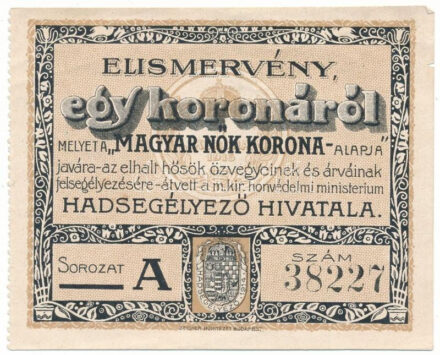 ELISMERVÉNY,
egy koronáról
MELYET A „MAGYAR NŐK KORONA-ALAPJA"
javára-az elhalt hősök özvegyeinek és árváinak
felsegélyezésére-átvett a m. kir. honvédelmi ministerium
HADSEGÉLYEZŐ HIVATALA.
SOROZAT A
SZÁM
38227